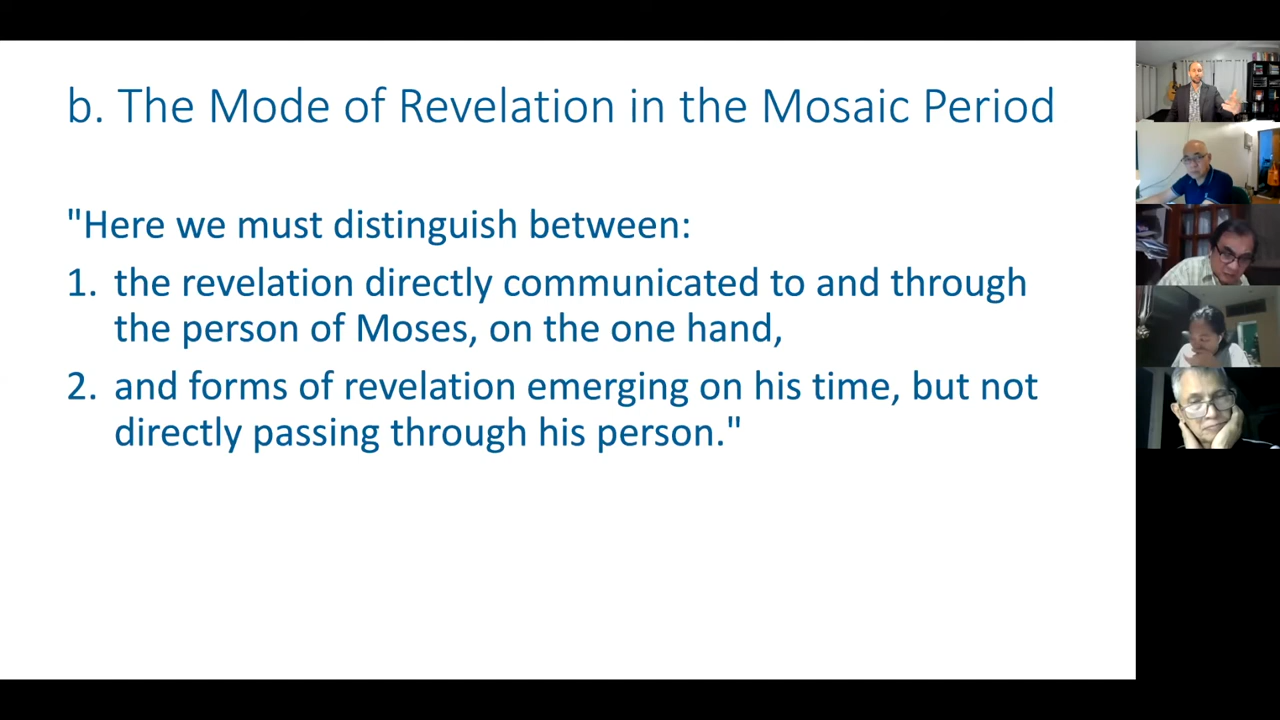 b. The Mode of Revelation in the Mosaic Period
"Here we must distinguish between:
1. the revelation directly communicated to and through
the person of Moses, on the one hand,
2. and forms of revelation emerging on his time, but not
directly passing through his person."